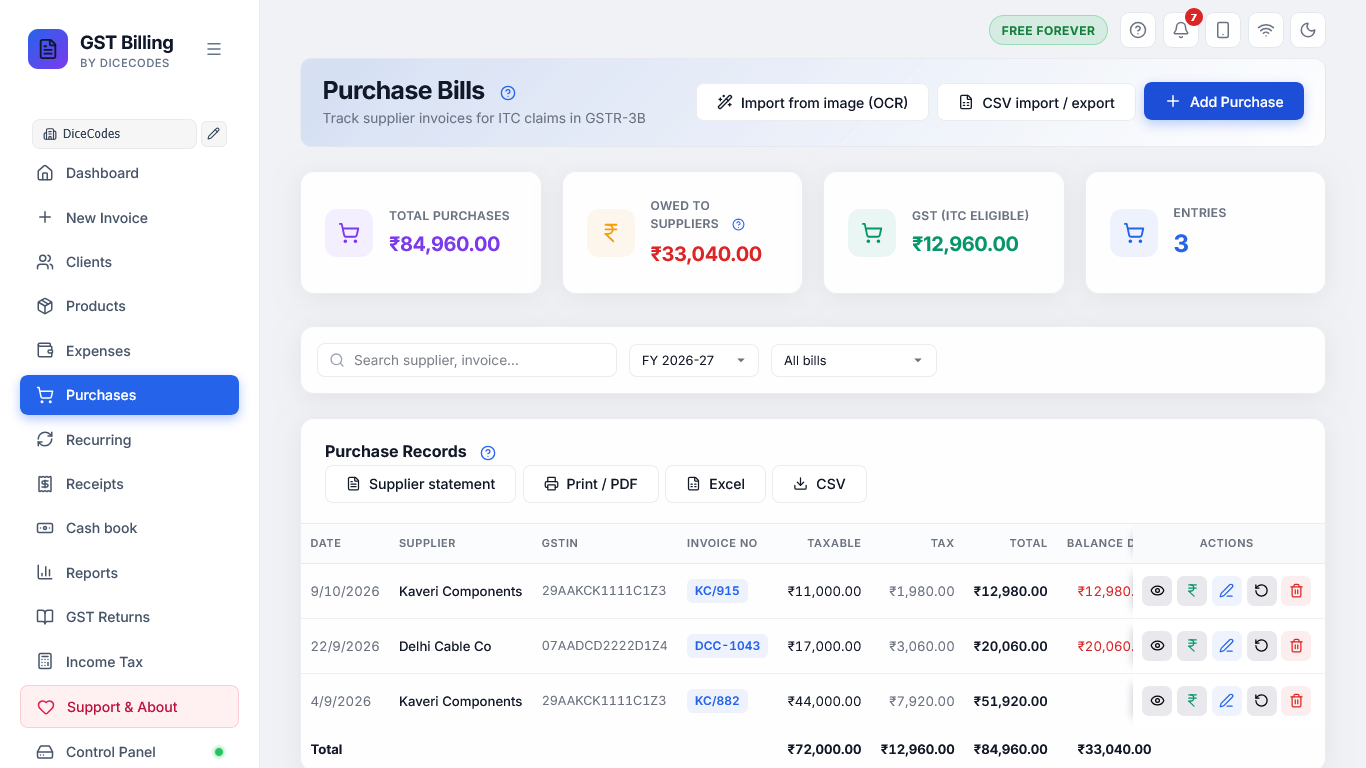 GST Billing
BY DICECODES
DiceCodes
Dashboard
New Invoice
Clients
Products
Expenses
Purchases
Recurring
Receipts
Cash book
Reports
GST Returns
Income Tax
Support & About
Control Panel
FREE FOREVER
7
Purchase Bills
Track supplier invoices for ITC claims in GSTR-3B
Import from image (OCR)
CSV import / export
Add Purchase
TOTAL PURCHASES
₹84,960.00
OWED TO
SUPPLIERS
₹33,040.00
GST (ITC ELIGIBLE)
₹12,960.00
ENTRIES
3
Search supplier, invoice...
FY 2026-27
All bills
Purchase Records
Supplier statement
Print / PDF
Excel
CSV
DATE SUPPLIER GSTIN INVOICE NO TAXABLE TAX TOTAL BALANCE D ACTIONS
9/10/2026 Kaveri Components 29AAKCK1111C1Z3 KC/915 ₹11,000.00 ₹1,980.00 ₹12,980.00 ₹12,980.
22/9/2026 Delhi Cable Co 07AADCD2222D1Z4 DCC-1043 ₹17,000.00 ₹3,060.00 ₹20,060.00 ₹20,060.
4/9/2026 Kaveri Components 29AAKCK1111C1Z3 KC/882 ₹44,000.00 ₹7,920.00 ₹51,920.00
Total ₹72,000.00 ₹12,960.00 ₹84,960.00 ₹33,040.00